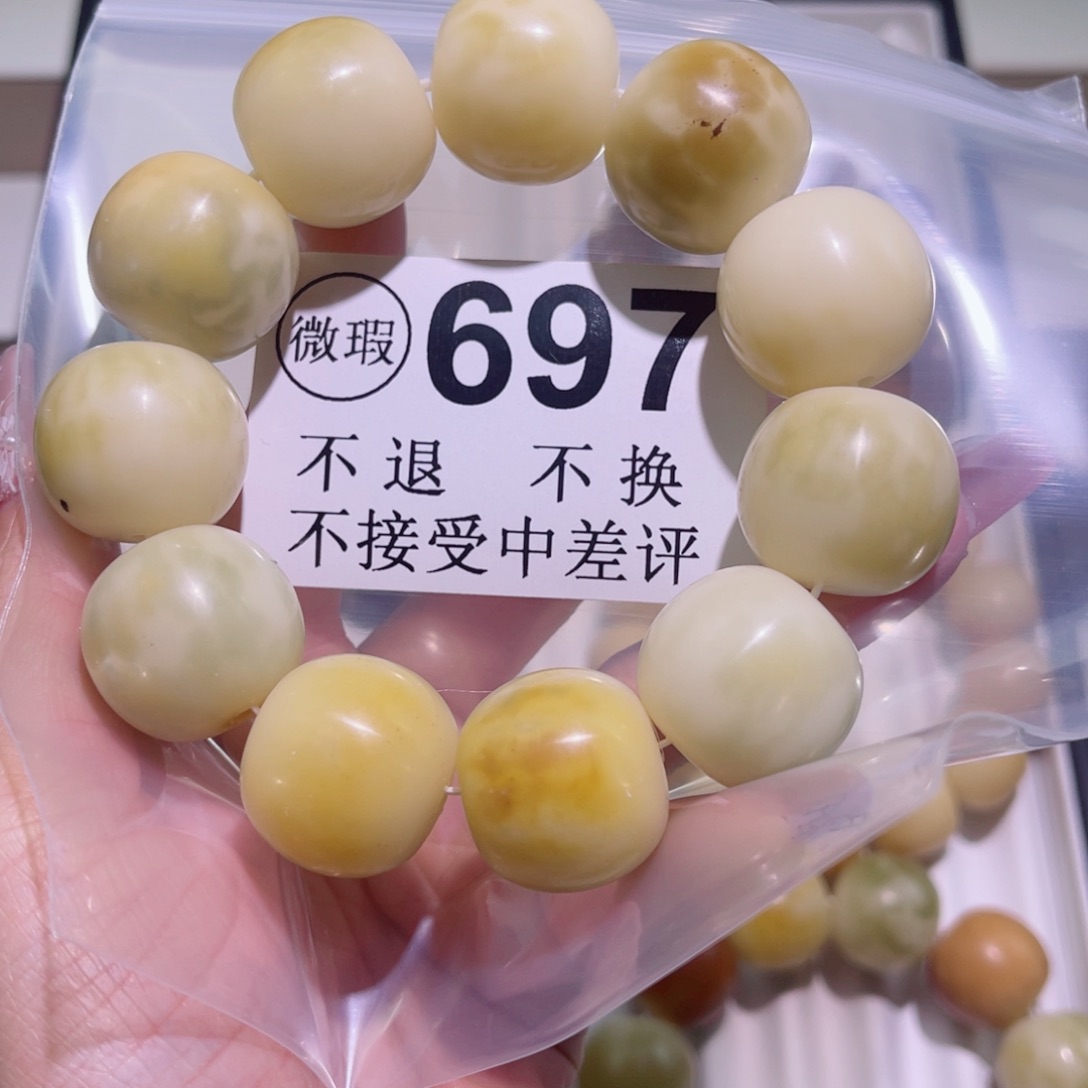 微瑕 697
不退 不换
不接受中差评